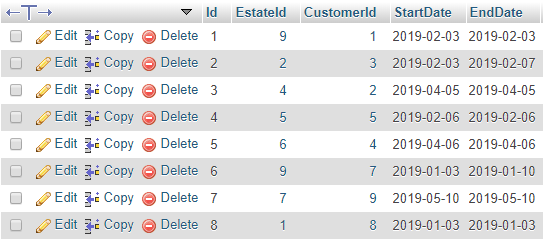 Id EstateId CustomerId StartDate EndDate
Edit Copy Delete 1 9 1 2019-02-03 2019-02-03
Edit Copy Delete 2 2 3 2019-02-03 2019-02-07
Edit Copy Delete 3 4 2 2019-04-05 2019-04-05
Edit Copy Delete 4 5 5 2019-02-06 2019-02-06
Edit Copy Delete 5 6 4 2019-04-06 2019-04-06
Edit Copy Delete 6 9 7 2019-01-03 2019-01-10
Edit Copy Delete 7 7 9 2019-05-10 2019-05-10
Edit Copy Delete 8 1 8 2019-01-03 2019-01-03